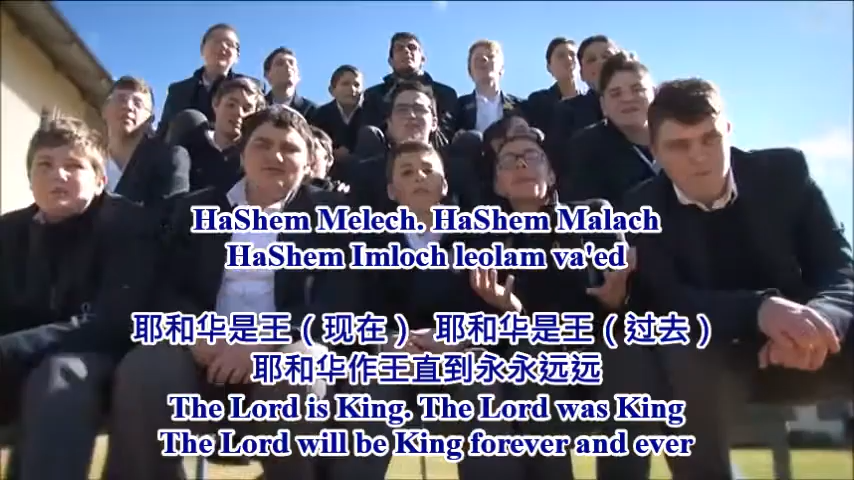 HaShem Melech. HaShem Malach
HaShem Imloch leolam va'ed
耶和华是王（现在） 耶和华是王（过去）
耶和华作王直到永永远远
The Lord is King. The Lord was King
The Lord will be King forever and ever